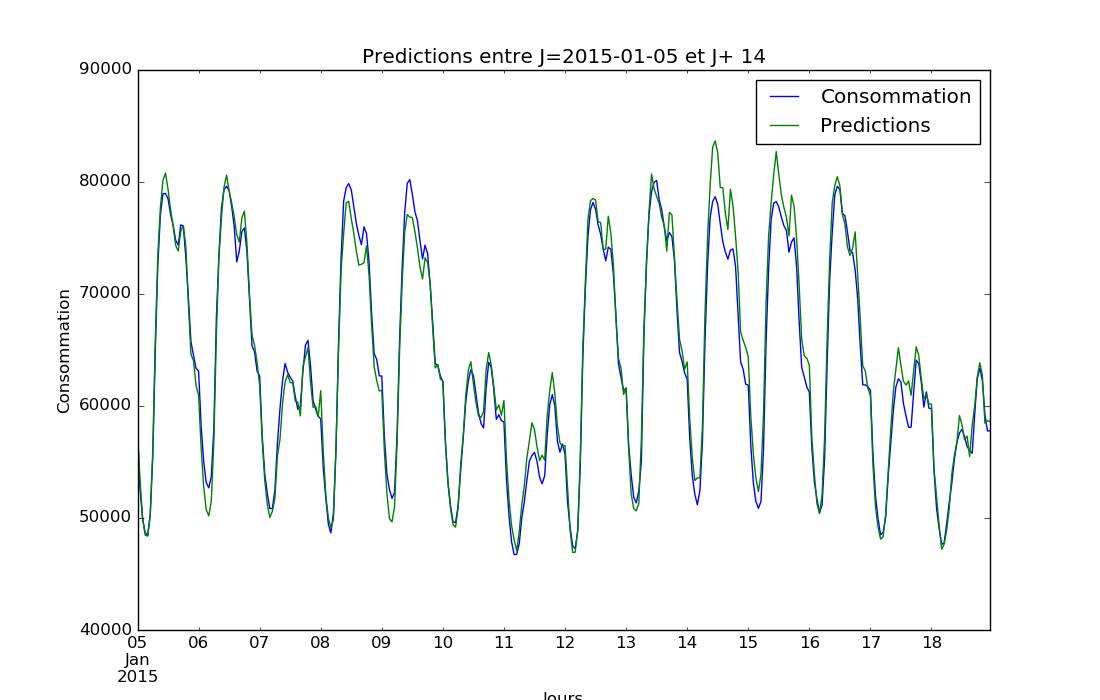 Predictions entre J=2015-01-05 et J+ 14
Consommation
Predictions
90000
80000
70000
60000
50000
40000
Consommation
05 06 07 08 09 10 11 12 13 14 15 16 17 18
Jan
2015
Jours